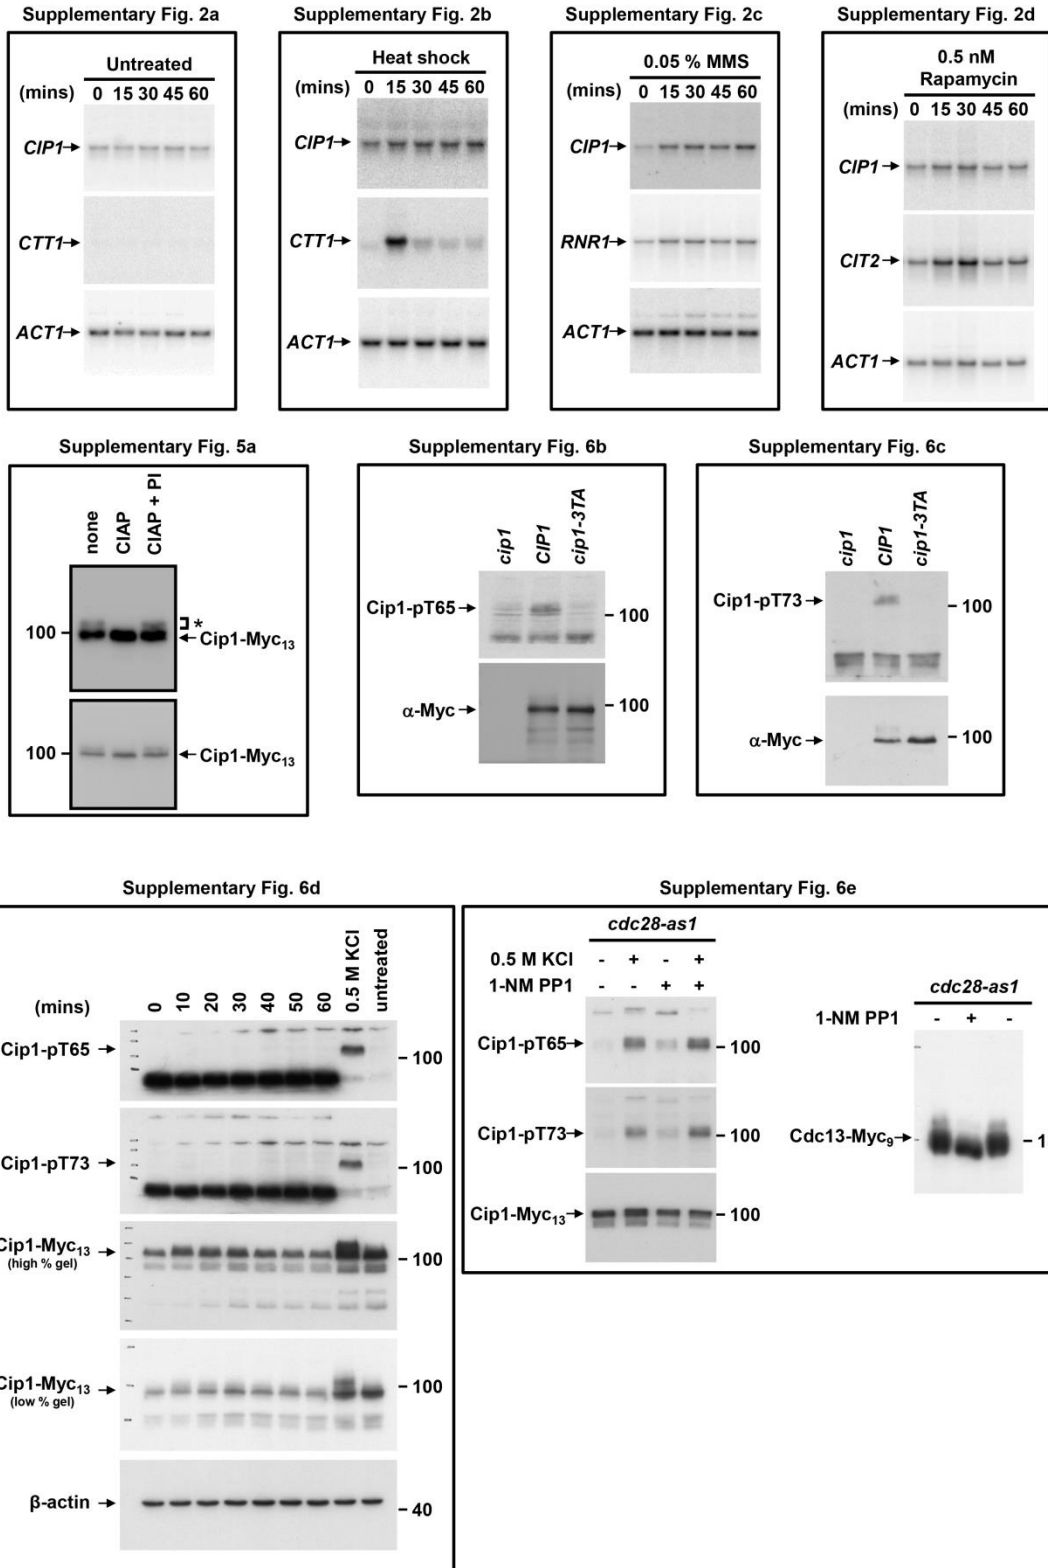 Supplementary Fig. 2a
Supplementary Fig. 2b
Supplementary Fig. 2c
Supplementary Fig. 2d
Untreated
(mins) 0 15 30 45 60
CIP1
CTT1
ACT1
Heat shock
(mins) 0 15 30 45 60
CIP1
CTT1
ACT1
0.05 % MMS
(mins) 0 15 30 45 60
CIP1
RNR1
ACT1
0.5 nM
Rapamycin
(mins) 0 15 30 45 60
CIP1
CIT2
ACT1
Supplementary Fig. 5a
Supplementary Fig. 6b
Supplementary Fig. 6c
none CIAP CIAP + PI
100 * Cip1-Myc13
100 Cip1-Myc13
cip1 CIP1 cip1-3TA
Cip1-pT65 100
α-Myc 100
cip1 CIP1 cip1-3TA
Cip1-pT73 100
α-Myc 100
Supplementary Fig. 6d
Supplementary Fig. 6e
(mins) 0 10 20 30 40 50 60 0.5 M KCl untreated
Cip1-pT65 100
Cip1-pT73 100
Cip1-Myc13 100
(high % gel)
Cip1-Myc13 100
(low % gel)
β-actin 40
cdc28-as1
0.5 M KCl - + - +
1-NM PP1 - - + +
Cip1-pT65 100
Cip1-pT73 100
Cip1-Myc13 100
cdc28-as1
1-NM PP1 - + -
Cdc13-Myc9 1